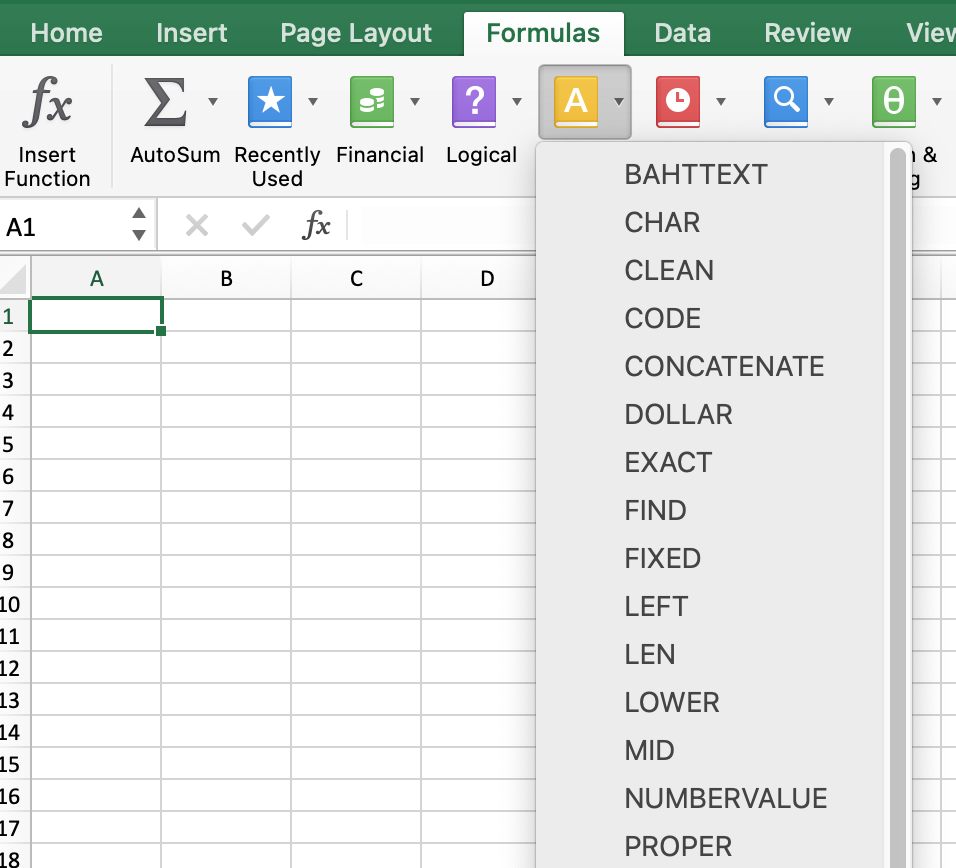 Home Insert Page Layout Formulas Data Review View
fx Σ ? A θ
Insert Function
AutoSum
Recently Used
Financial
Logical
&
A1 fx
A B C D
1
2
3
4
5
6
7
8
9
10
11
12
13
14
15
16
17
18
BAHTTEXT
CHAR
CLEAN
CODE
CONCATENATE
DOLLAR
EXACT
FIND
FIXED
LEFT
LEN
LOWER
MID
NUMBERVALUE
PROPER